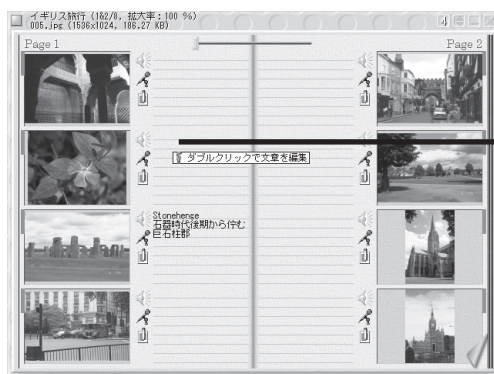 イギリス旅行 (1&2/8, 拡大率：100 %)
005.jpg (1536x1024, 186.27 KB)
4
Page 1
Page 2
ダブルクリックで文章を編集
Stonehenge
石器時代後期から佇む
巨石柱郡